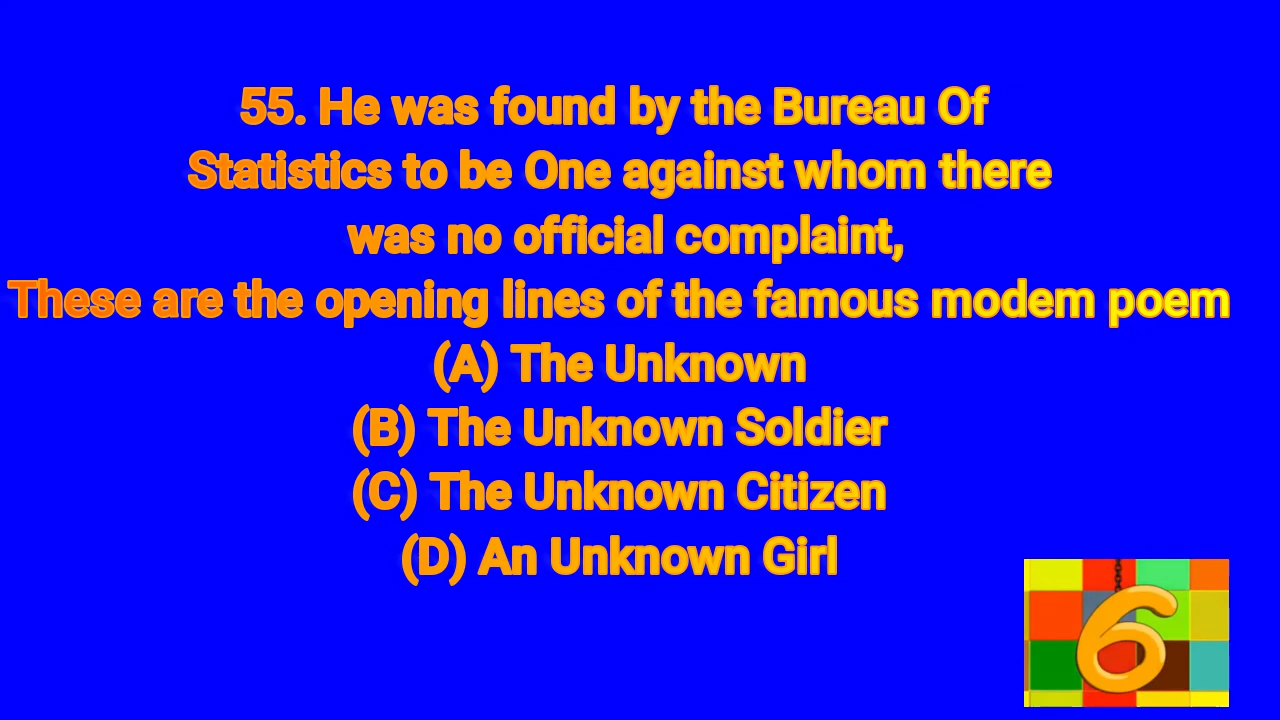 55. He was found by the Bureau Of
Statistics to be One against whom there
was no official complaint,
These are the opening lines of the famous modem poem
(A) The Unknown
(B) The Unknown Soldier
(C) The Unknown Citizen
(D) An Unknown Girl
6